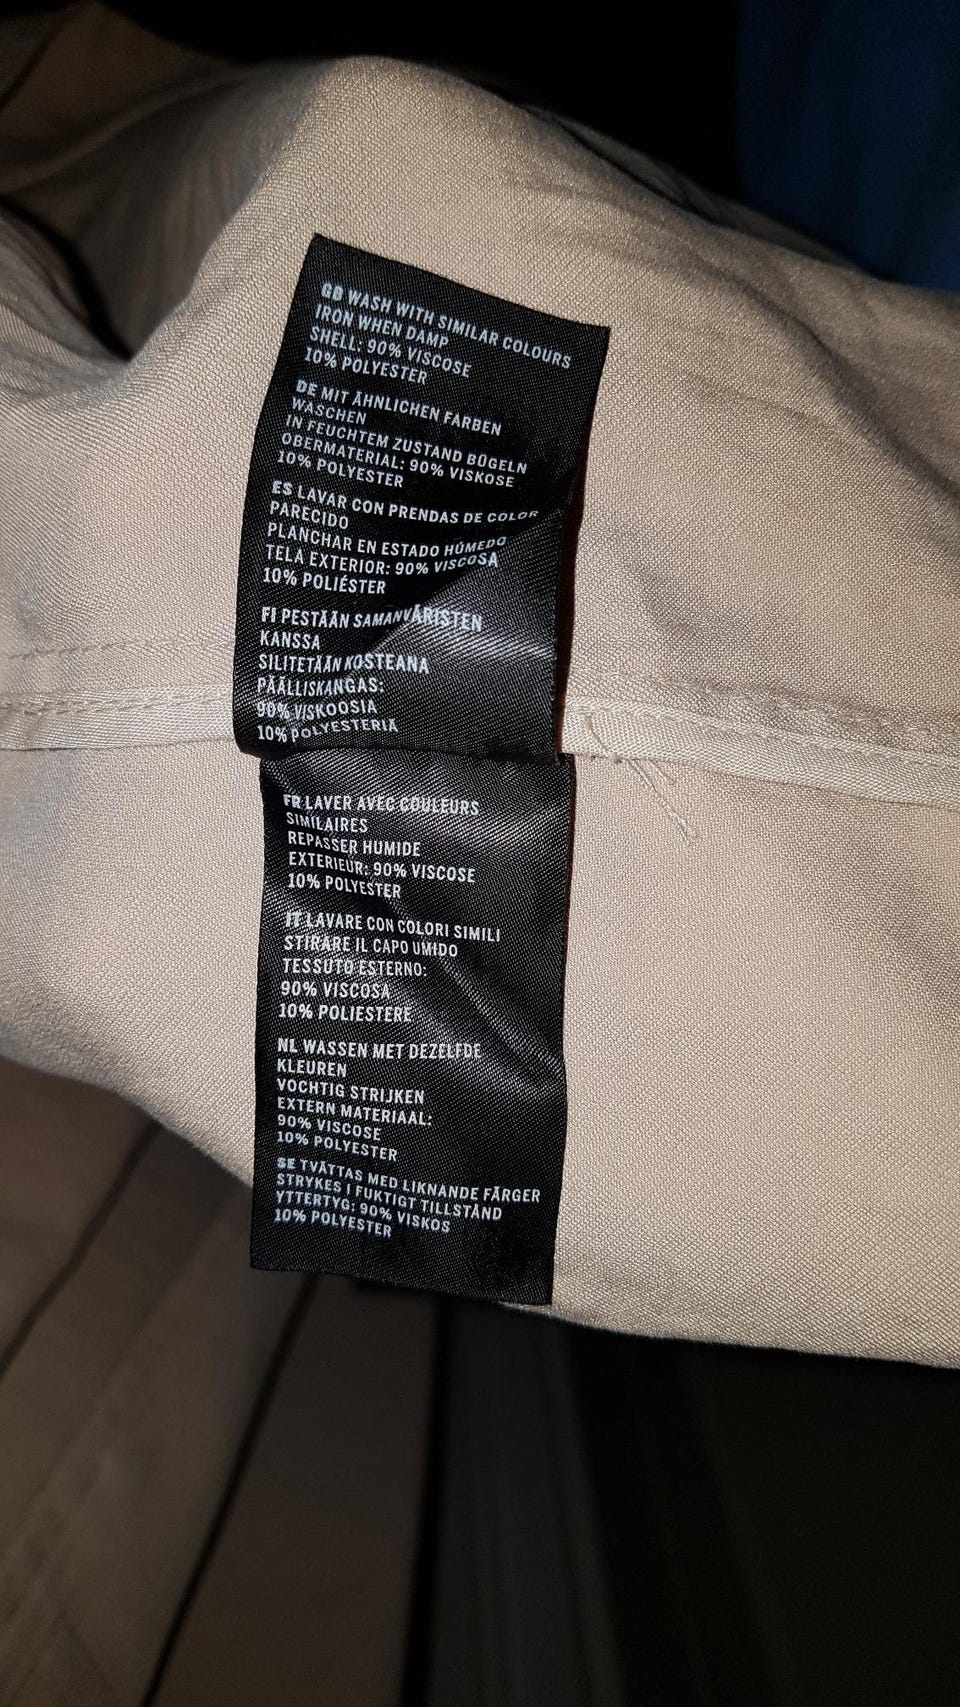 GB WASH WITH SIMILAR COLOURS
IRON WHEN DAMP
SHELL: 90% VISCOSE
10% POLYESTER
DE MIT ÄHNLICHEN FARBEN
WASCHEN
IN FEUCHTEM ZUSTAND BÜGELN
OBERMATERIAL: 90% VISKOSE
10% POLYESTER
ES LAVAR CON PRENDAS DE COLOR
PARECIDO
PLANCHAR EN ESTADO HÚMEDO
TELA EXTERIOR: 90% VISCOSA
10% POLIÉSTER
FI PESTÄÄN SAMANVÄRISTEN
KANSSA
SILITETÄÄN KOSTEANA
PÄÄLLISKANGAS:
90% VISKOOSIA
10% POLYESTERIA
FR LAVER AVEC COULEURS
SIMILAIRES
REPASSER HUMIDE
EXTERIEUR: 90% VISCOSE
10% POLYESTER
IT LAVARE CON COLORI SIMILI
STIRARE IL CAPO UMIDO
TESSUTO ESTERNO:
90% VISCOSA
10% POLIESTERE
NL WASSEN MET DEZELFDE
KLEUREN
VOCHTIG STRIJKEN
EXTERN MATERIAAL:
90% VISCOSE
10% POLYESTER
SE TVÄTTAS MED LIKNANDE FÄRGER
STRYKES I FUKTIGT TILLSTÅND
YTTERTYG: 90% VISKOS
10% POLYESTER